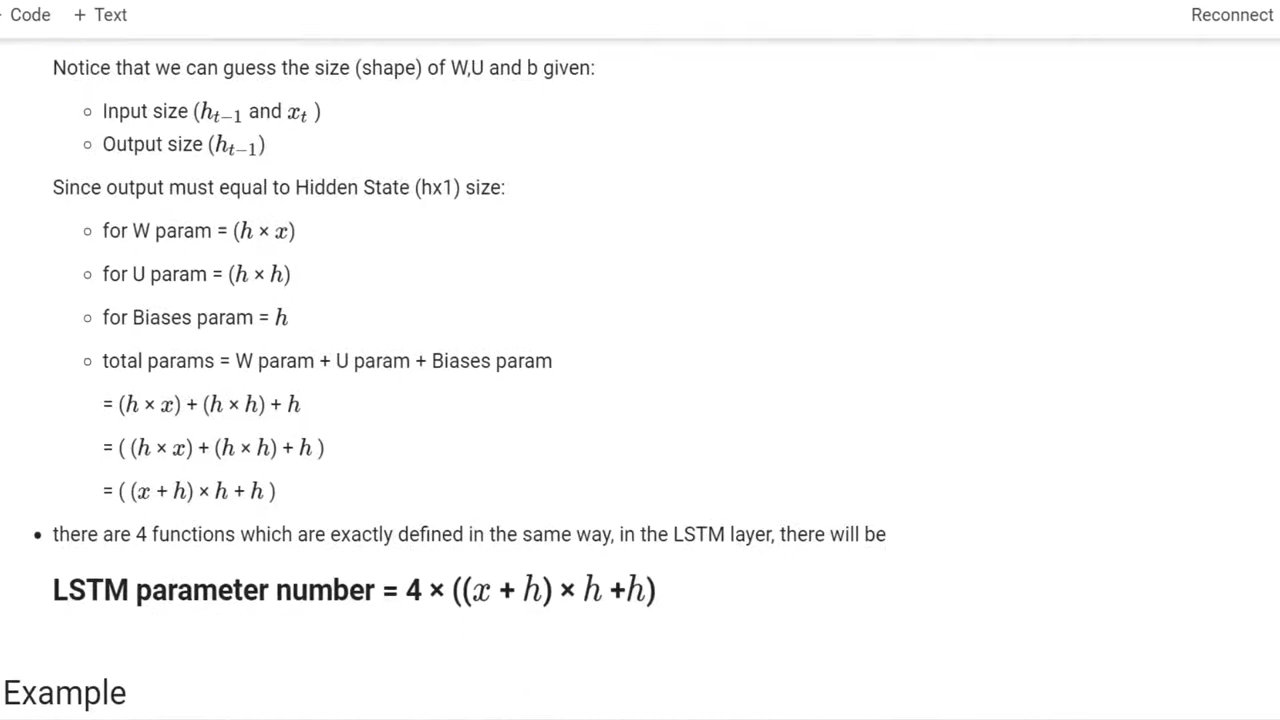 Code + Text Reconnect
Notice that we can guess the size (shape) of W,U and b given:
Input size (hₜ₋₁ and xₜ )
Output size (hₜ₋₁)
Since output must equal to Hidden State (hx1) size:
for W param = (h × x)
for U param = (h × h)
for Biases param = h
total params = W param + U param + Biases param
= (h × x) + (h × h) + h
= ( (h × x) + (h × h) + h )
= ( (x + h) × h + h )
there are 4 functions which are exactly defined in the same way, in the LSTM layer, there will be
LSTM parameter number = 4 × ((x + h) × h +h)
Example